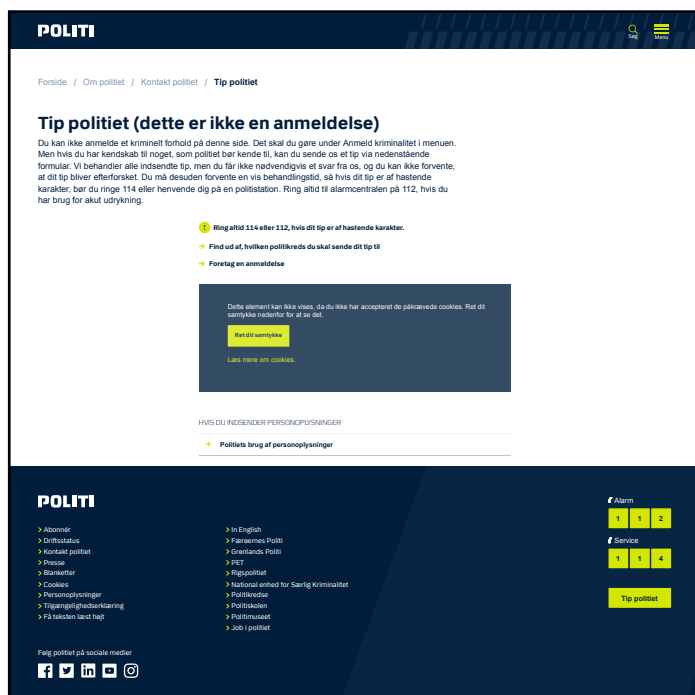 POLITI
Søg
Menu
Forside / Om politiet / Kontakt politiet / Tip politiet
Tip politiet (dette er ikke en anmeldelse)
Du kan ikke anmelde et kriminelt forhold på denne side. Det skal du gøre under Anmeld kriminalitet i menuen.
Men hvis du har kendskab til noget, som politiet bør kende til, kan du sende os et tip via nedenstående
formular. Vi behandler alle indsendte tip, men du får ikke nødvendigvis et svar fra os, og du kan ikke forvente,
at dit tip bliver efterforsket. Du må desuden forvente en vis behandlingstid, så hvis dit tip er af hastende
karakter, bør du ringe 114 eller henvende dig på en politistation. Ring altid til alarmcentralen på 112, hvis du
har brug for akut udrykning.
! Ring altid 114 eller 112, hvis dit tip er af hastende karakter.
→ Find ud af, hvilken politikreds du skal sende dit tip til
→ Foretag en anmeldelse
Dette element kan ikke vises, da du ikke har accepteret de påkrævede cookies. Ret dit
samtykke nedenfor for at se det.
Ret dit samtykke
Læs mere om cookies.
HVIS DU INDSENDER PERSONOPLYSNINGER
→ Politiets brug af personoplysninger
POLITI
> Abonnér
> Driftsstatus
> Kontakt politiet
> Presse
> Blanketter
> Cookies
> Personoplysninger
> Tilgængelighedserklæring
> Få teksten læst højt
> In English
> Færøernes Politi
> Grønlands Politi
> PET
> Rigspolitiet
> National enhed for Særlig Kriminalitet
> Politikredse
> Politiskolen
> Politimuseet
> Job i politiet
Alarm
1 1 2
Service
1 1 4
Tip politiet
Følg politiet på sociale medier